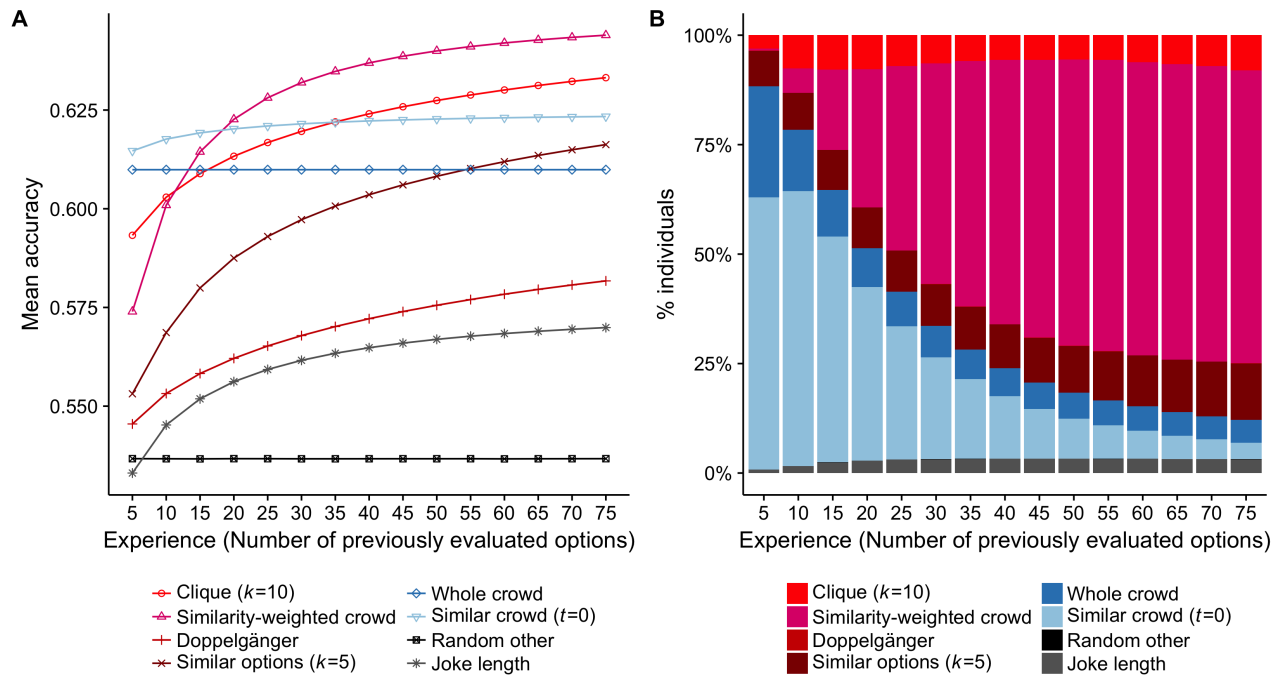 A
Mean accuracy
0.625
0.600
0.575
0.550
5 10 15 20 25 30 35 40 45 50 55 60 65 70 75
Experience (Number of previously evaluated options)
Clique (k=10)
Similarity-weighted crowd
Doppelgänger
Similar options (k=5)
Whole crowd
Similar crowd (t=0)
Random other
Joke length
B
% individuals
100%
75%
50%
25%
0%
5 10 15 20 25 30 35 40 45 50 55 60 65 70 75
Experience (Number of previously evaluated options)
Clique (k=10)
Similarity-weighted crowd
Doppelgänger
Similar options (k=5)
Whole crowd
Similar crowd (t=0)
Random other
Joke length